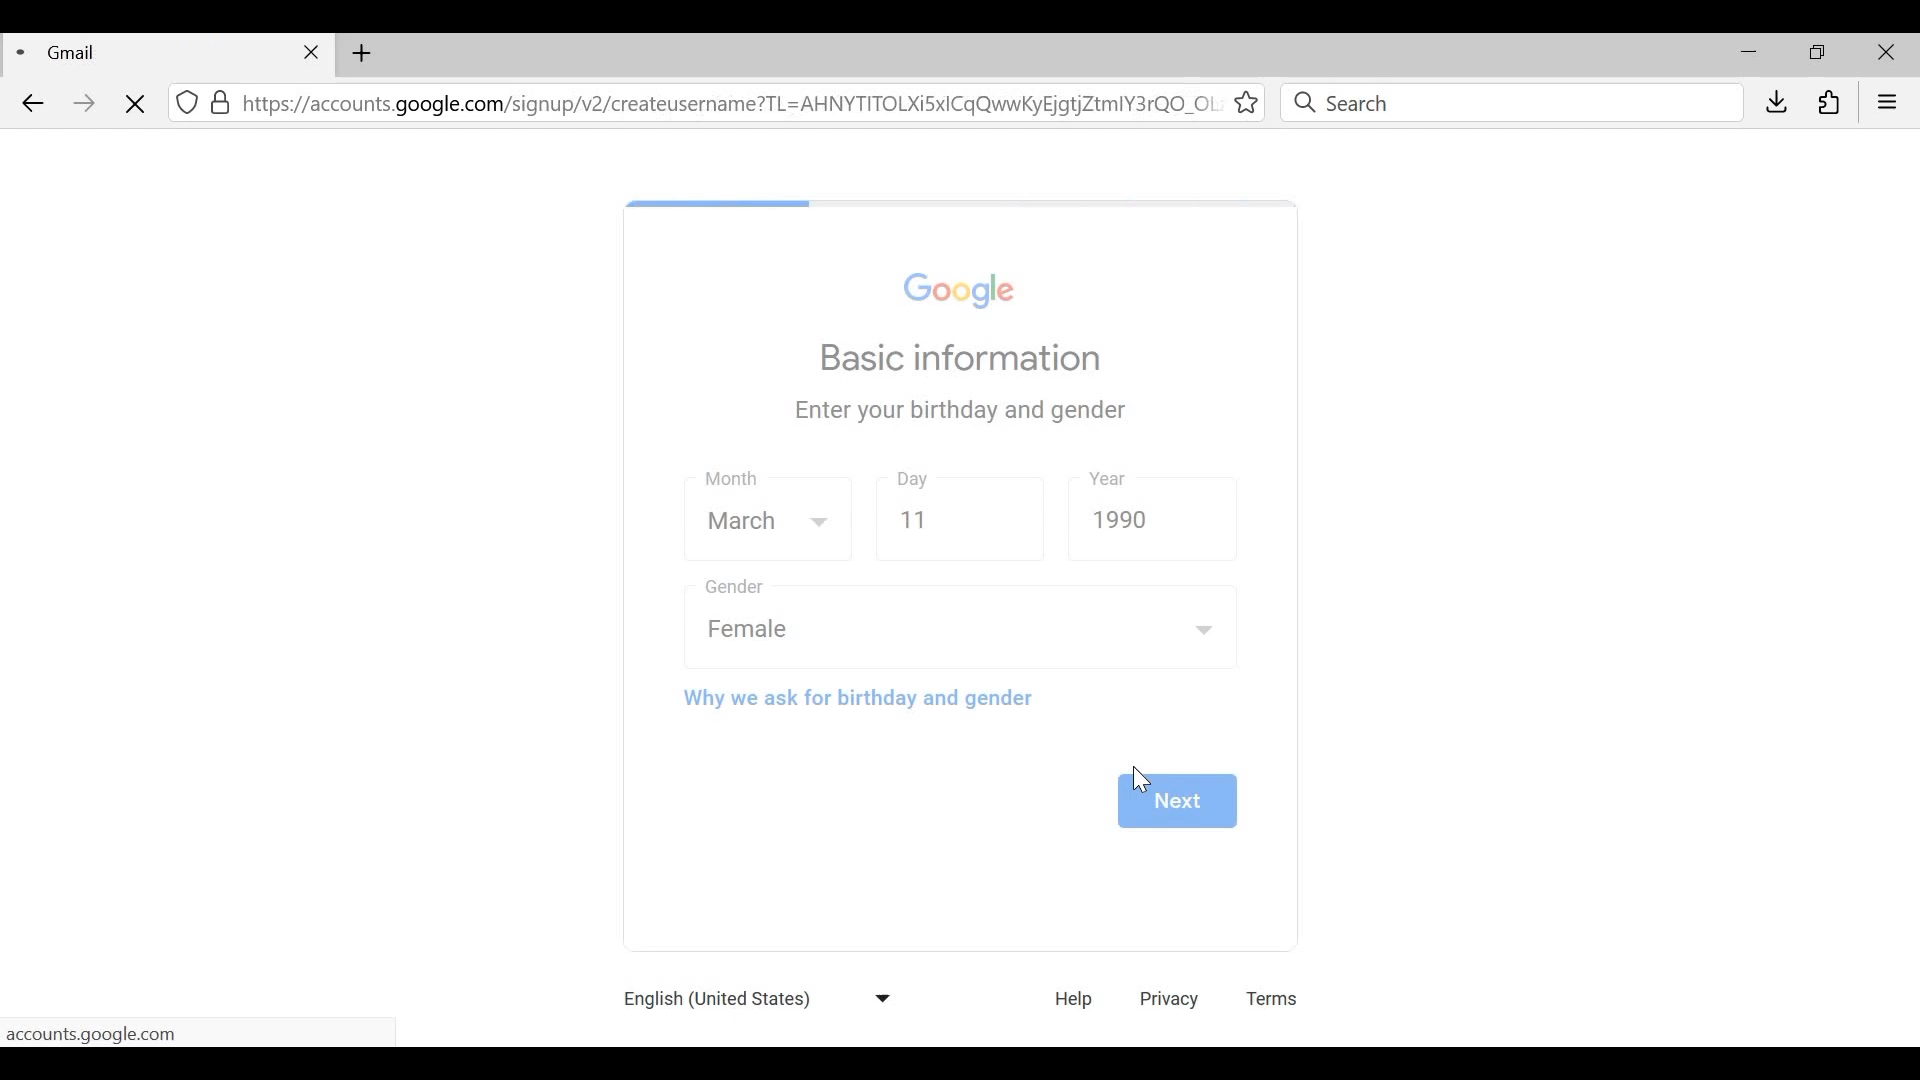 Gmail
https://accounts.google.com/signup/v2/createusername?TL=AHNYTITOLXi5xICqQwwKyEjgtjZtmIY3rQO_OL
Search
Google
Basic information
Enter your birthday and gender
Month Day Year
March 11 1990
Gender
Female
Why we ask for birthday and gender
Next
English (United States) Help Privacy Terms
accounts.google.com